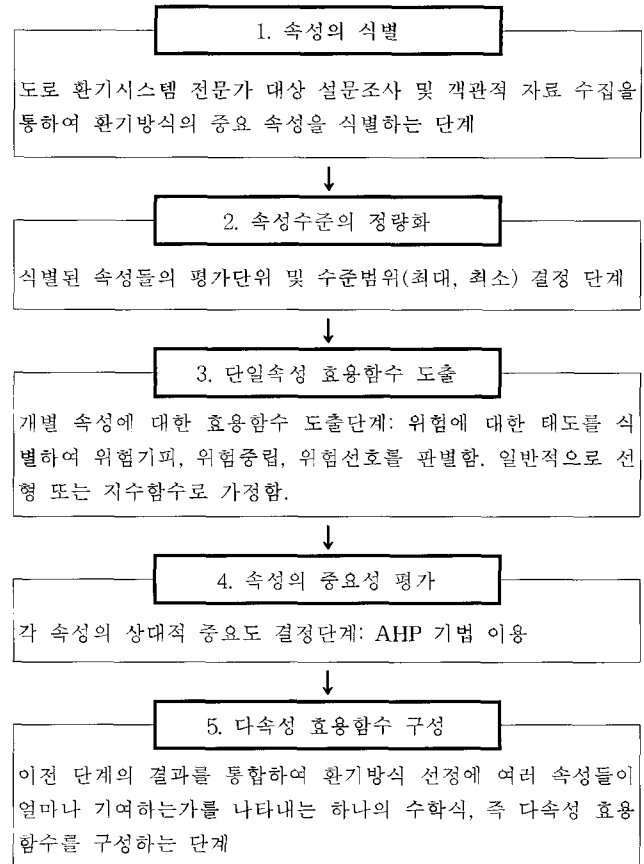 1. 속성의 식별
도로 환기시스템 전문가 대상 설문조사 및 객관적 자료 수집을
통하여 환기방식의 중요 속성을 식별하는 단계
2. 속성수준의 정량화
식별된 속성들의 평가단위 및 수준범위(최대, 최소) 결정 단계
3. 단일속성 효용함수 도출
개별 속성에 대한 효용함수 도출단계: 위험에 대한 태도를 식
별하여 위험기피, 위험중립, 위험선호를 판별함. 일반적으로 선
형 또는 지수함수로 가정함.
4. 속성의 중요성 평가
각 속성의 상대적 중요도 결정단계: AHP 기법 이용
5. 다속성 효용함수 구성
이전 단계의 결과를 통합하여 환기방식 선정에 여러 속성들이
얼마나 기여하는가를 나타내는 하나의 수학식, 즉 다속성 효용
함수를 구성하는 단계